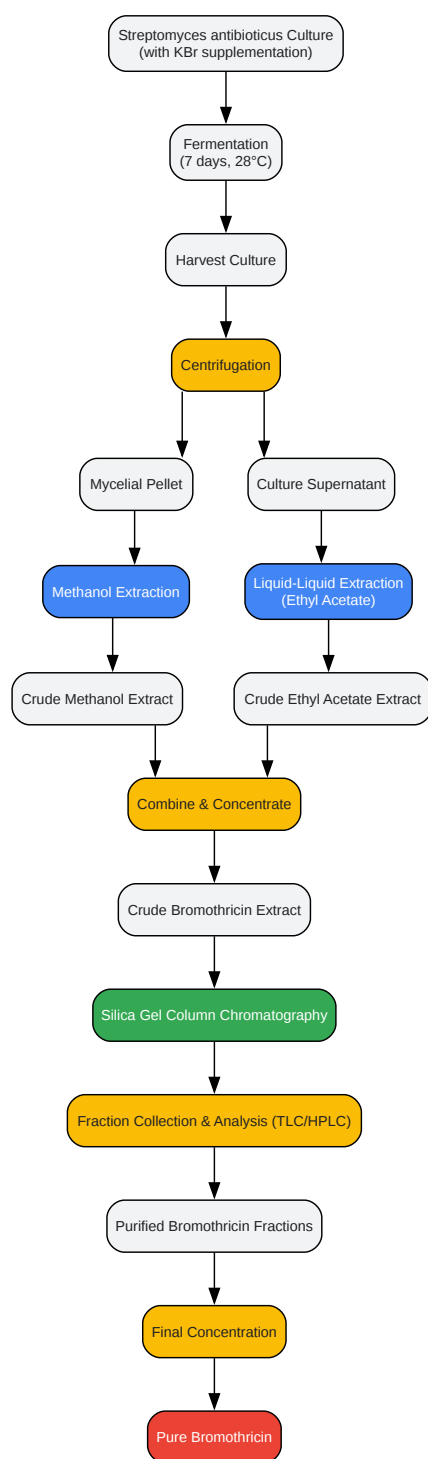 Streptomyces antibioticus Culture
(with KBr supplementation)
Fermentation
(7 days, 28°C)
Harvest Culture
Centrifugation
Mycelial Pellet
Culture Supernatant
Methanol Extraction
Liquid-Liquid Extraction
(Ethyl Acetate)
Crude Methanol Extract
Crude Ethyl Acetate Extract
Combine & Concentrate
Crude Bromothricin Extract
Silica Gel Column Chromatography
Fraction Collection & Analysis (TLC/HPLC)
Purified Bromothricin Fractions
Final Concentration
Pure Bromothricin